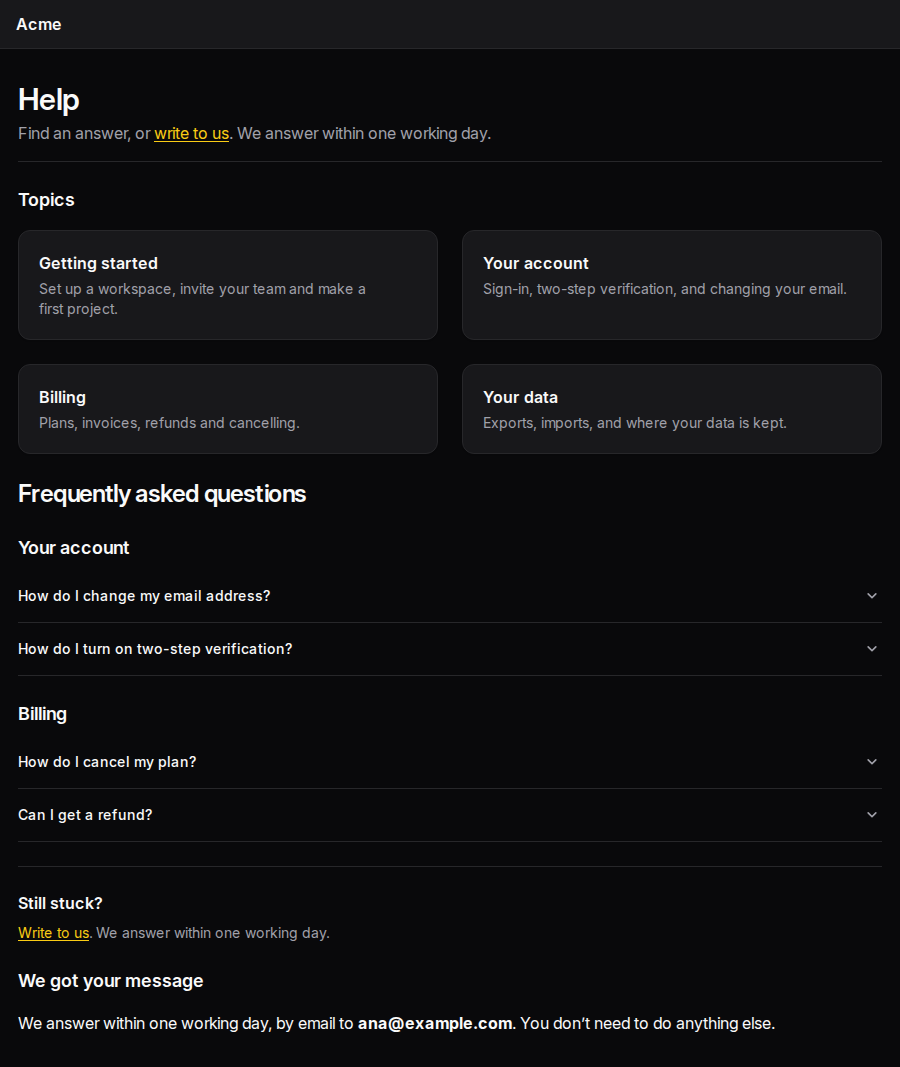 Acme
Help
Find an answer, or write to us. We answer within one working day.
Topics
Getting started
Set up a workspace, invite your team and make a
first project.
Your account
Sign-in, two-step verification, and changing your email.
Billing
Plans, invoices, refunds and cancelling.
Your data
Exports, imports, and where your data is kept.
Frequently asked questions
Your account
How do I change my email address?
How do I turn on two-step verification?
Billing
How do I cancel my plan?
Can I get a refund?
Still stuck?
Write to us. We answer within one working day.
We got your message
We answer within one working day, by email to ana@example.com. You don’t need to do anything else.